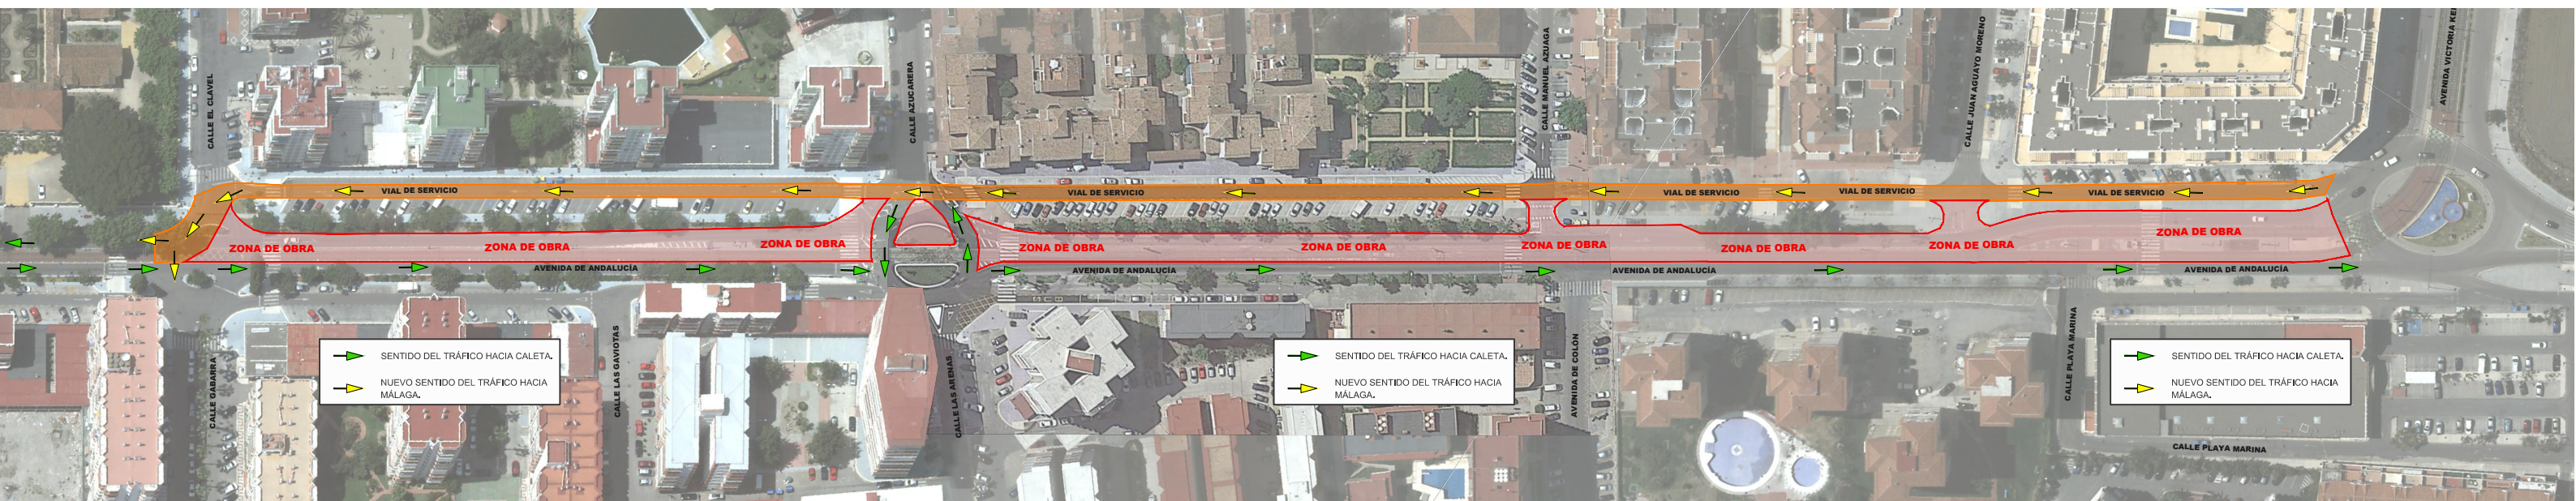 CALLE EL CLAVEL
CALLE AZUCARERA
CALLE MANUEL AZUAGA
CALLE JUAN AGUAYO MORENO
AVENIDA VICTORIA
VIAL DE SERVICIO
VIAL DE SERVICIO
VIAL DE SERVICIO
VIAL DE SERVICIO
VIAL DE SERVICIO
ZONA DE OBRA
ZONA DE OBRA
ZONA DE OBRA
ZONA DE OBRA
ZONA DE OBRA
ZONA DE OBRA
ZONA DE OBRA
ZONA DE OBRA
ZONA DE OBRA
AVENIDA DE ANDALUCÍA
AVENIDA DE ANDALUCÍA
AVENIDA DE ANDALUCÍA
AVENIDA DE ANDALUCÍA
CALLE GABARRA
CALLE LAS GAVIOTAS
CALLE LAS ARENAS
AVENIDA DE COLÓN
CALLE PLAYA MARINA
SENTIDO DEL TRÁFICO HACIA CALETA.
NUEVO SENTIDO DEL TRÁFICO HACIA
MÁLAGA.
SENTIDO DEL TRÁFICO HACIA CALETA.
NUEVO SENTIDO DEL TRÁFICO HACIA
MÁLAGA.
SENTIDO DEL TRÁFICO HACIA CALETA.
NUEVO SENTIDO DEL TRÁFICO HACIA
MÁLAGA.
CALLE PLAYA MARINA